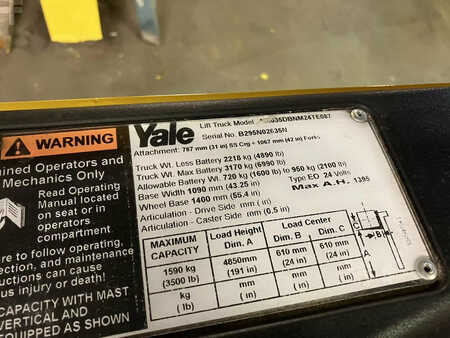 WARNING
ined Operators and
Mechanics Only
Read Operating
Manual located
on seat or in
operators
compartment
re to follow operating,
ection, and maintenance
uctions can cause
us injury or death!
CAPACITY WITH MAST
VERTICAL AND
EQUIPPED AS SHOWN
Yale
Lift Truck Model
Serial No. B295N02635N
Attachment: 787 mm (31 in) SS Crg + 1067 mm (42 in) Forks
Truck Wt. Less Battery 2218 kg (4890 lb)
Truck Wt. Max Battery 3170 kg (6990 lb)
Allowable Battery Wt. 720 kg (1600 lb) to 950 kg (2100 lb)
Base Width 1090 mm (43.25 in) Type EO 24 Volts
Wheel Base 1400 mm (55.4 in) Max A.H. 1395
Articulation - Drive Side mm ( in)
Articulation - Caster Side mm (0.5 in)
MAXIMUM CAPACITY Load Height Dim. A Load Center Dim. B Dim. C
1590 kg (3500 lb) 4850mm (191 in) 610 mm (24 in) 610 mm (24 in)
kg ( lb) mm ( in) mm ( in) mm ( in)
C
B
A